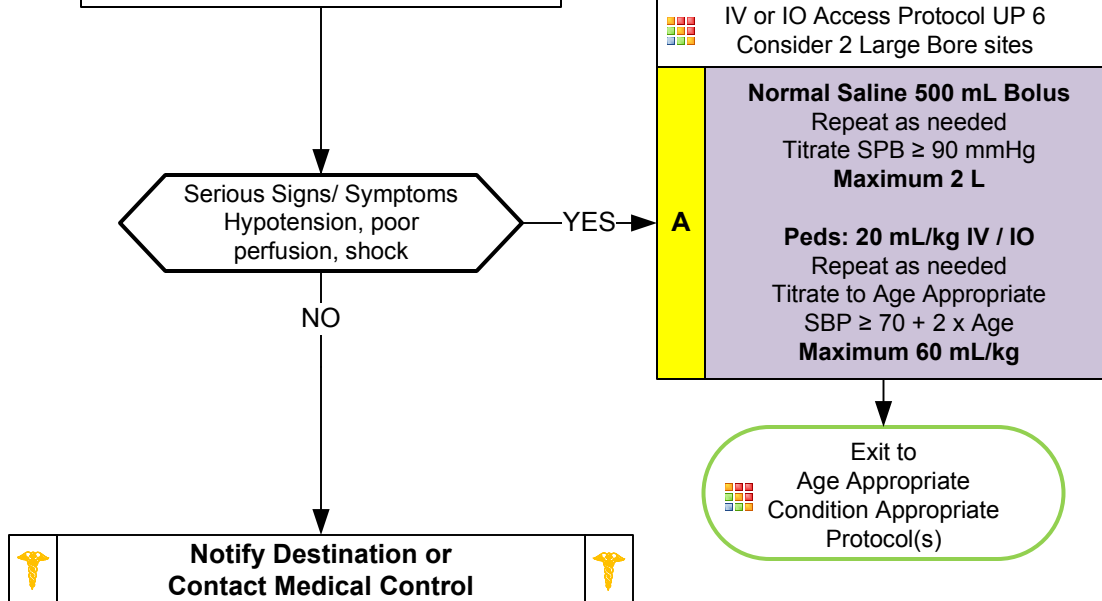 IV or IO Access Protocol UP 6
Consider 2 Large Bore sites
A
Normal Saline 500 mL Bolus
Repeat as needed
Titrate SPB ≥ 90 mmHg
Maximum 2 L
Peds: 20 mL/kg IV / IO
Repeat as needed
Titrate to Age Appropriate
SBP ≥ 70 + 2 x Age
Maximum 60 mL/kg
Serious Signs/ Symptoms
Hypotension, poor
perfusion, shock
YES
NO
Exit to
Age Appropriate
Condition Appropriate
Protocol(s)
Notify Destination or
Contact Medical Control